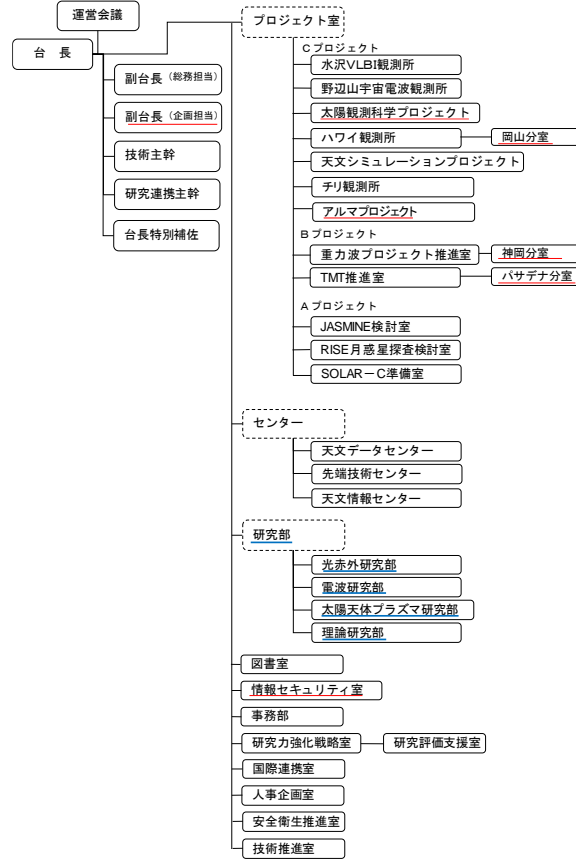 運営会議
台　長
副台長（総務担当）
副台長（企画担当）
技術主幹
研究連携主幹
台長特別補佐
プロジェクト室
Cプロジェクト
水沢VLBI観測所
野辺山宇宙電波観測所
太陽観測科学プロジェクト
ハワイ観測所
岡山分室
天文シミュレーションプロジェクト
チリ観測所
アルマプロジェクト
Bプロジェクト
重力波プロジェクト推進室
神岡分室
TMT推進室
パサデナ分室
Aプロジェクト
JASMINE検討室
RISE月惑星探査検討室
SOLAR－C準備室
センター
天文データセンター
先端技術センター
天文情報センター
研究部
光赤外研究部
電波研究部
太陽天体プラズマ研究部
理論研究部
図書室
情報セキュリティ室
事務部
研究力強化戦略室
研究評価支援室
国際連携室
人事企画室
安全衛生推進室
技術推進室